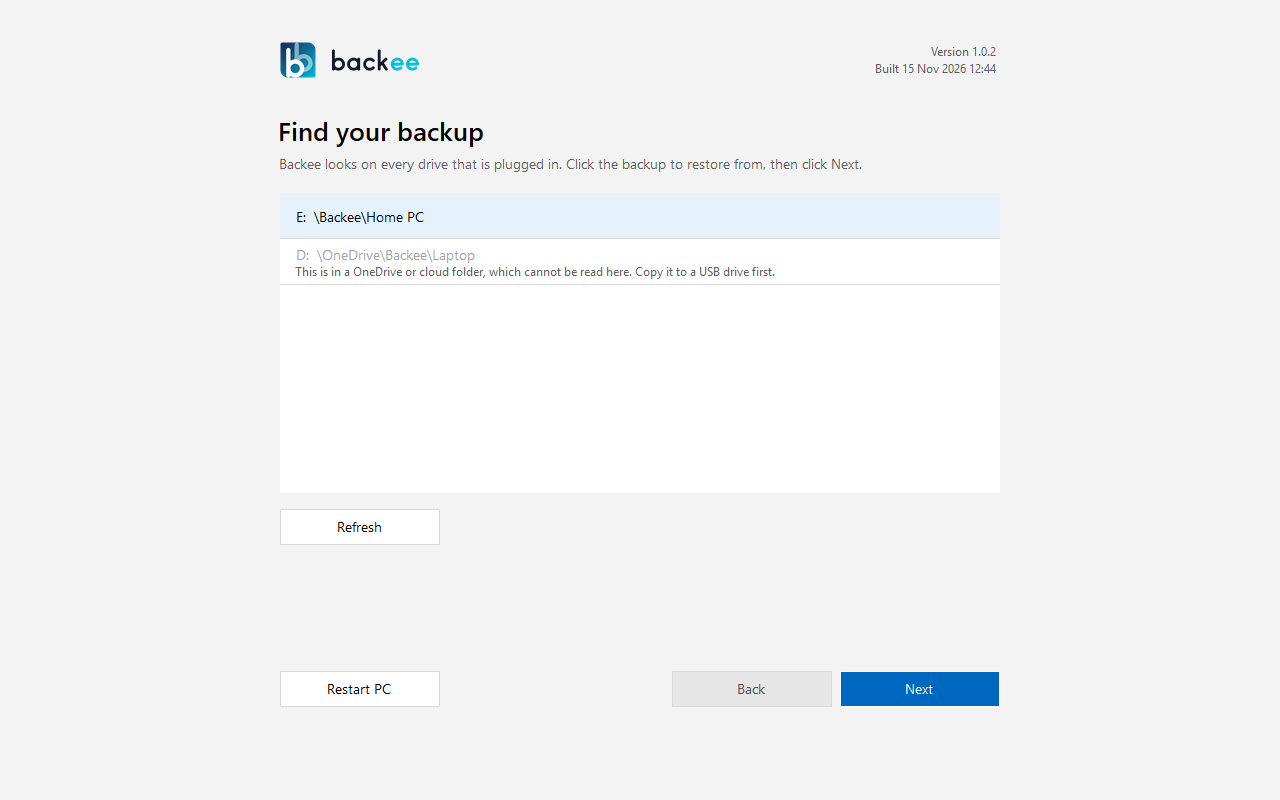 backee
Version 1.0.2
Built 15 Nov 2026 12:44
Find your backup
Backee looks on every drive that is plugged in. Click the backup to restore from, then click Next.
E: \Backee\Home PC
D: \OneDrive\Backee\Laptop
This is in a OneDrive or cloud folder, which cannot be read here. Copy it to a USB drive first.
Refresh
Restart PC
Back
Next